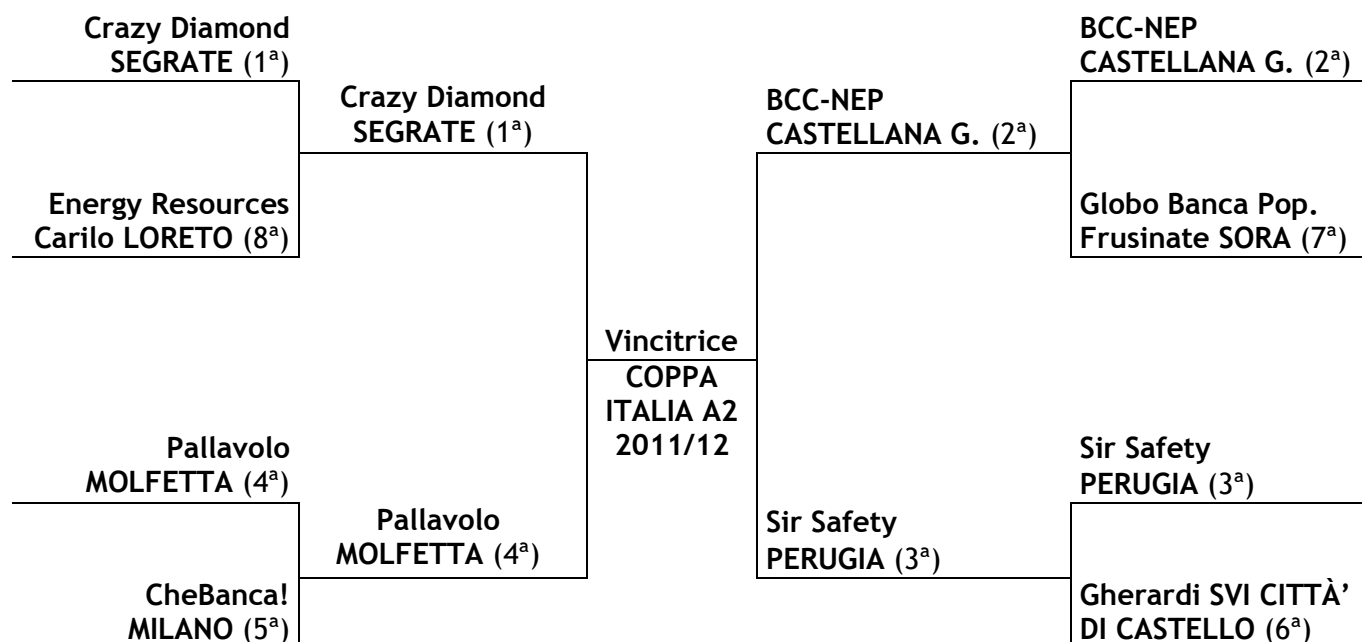 Crazy Diamond
SEGRATE (1ª)
Energy Resources
Carilo LORETO (8ª)
Pallavolo
MOLFETTA (4ª)
CheBanca!
MILANO (5ª)
Crazy Diamond
SEGRATE (1ª)
Pallavolo
MOLFETTA (4ª)
Vincitrice
COPPA
ITALIA A2
2011/12
BCC-NEP
CASTELLANA G. (2ª)
Sir Safety
PERUGIA (3ª)
BCC-NEP
CASTELLANA G. (2ª)
Globo Banca Pop.
Frusinate SORA (7ª)
Sir Safety
PERUGIA (3ª)
Gherardi SVI CITTÀ’
DI CASTELLO (6ª)